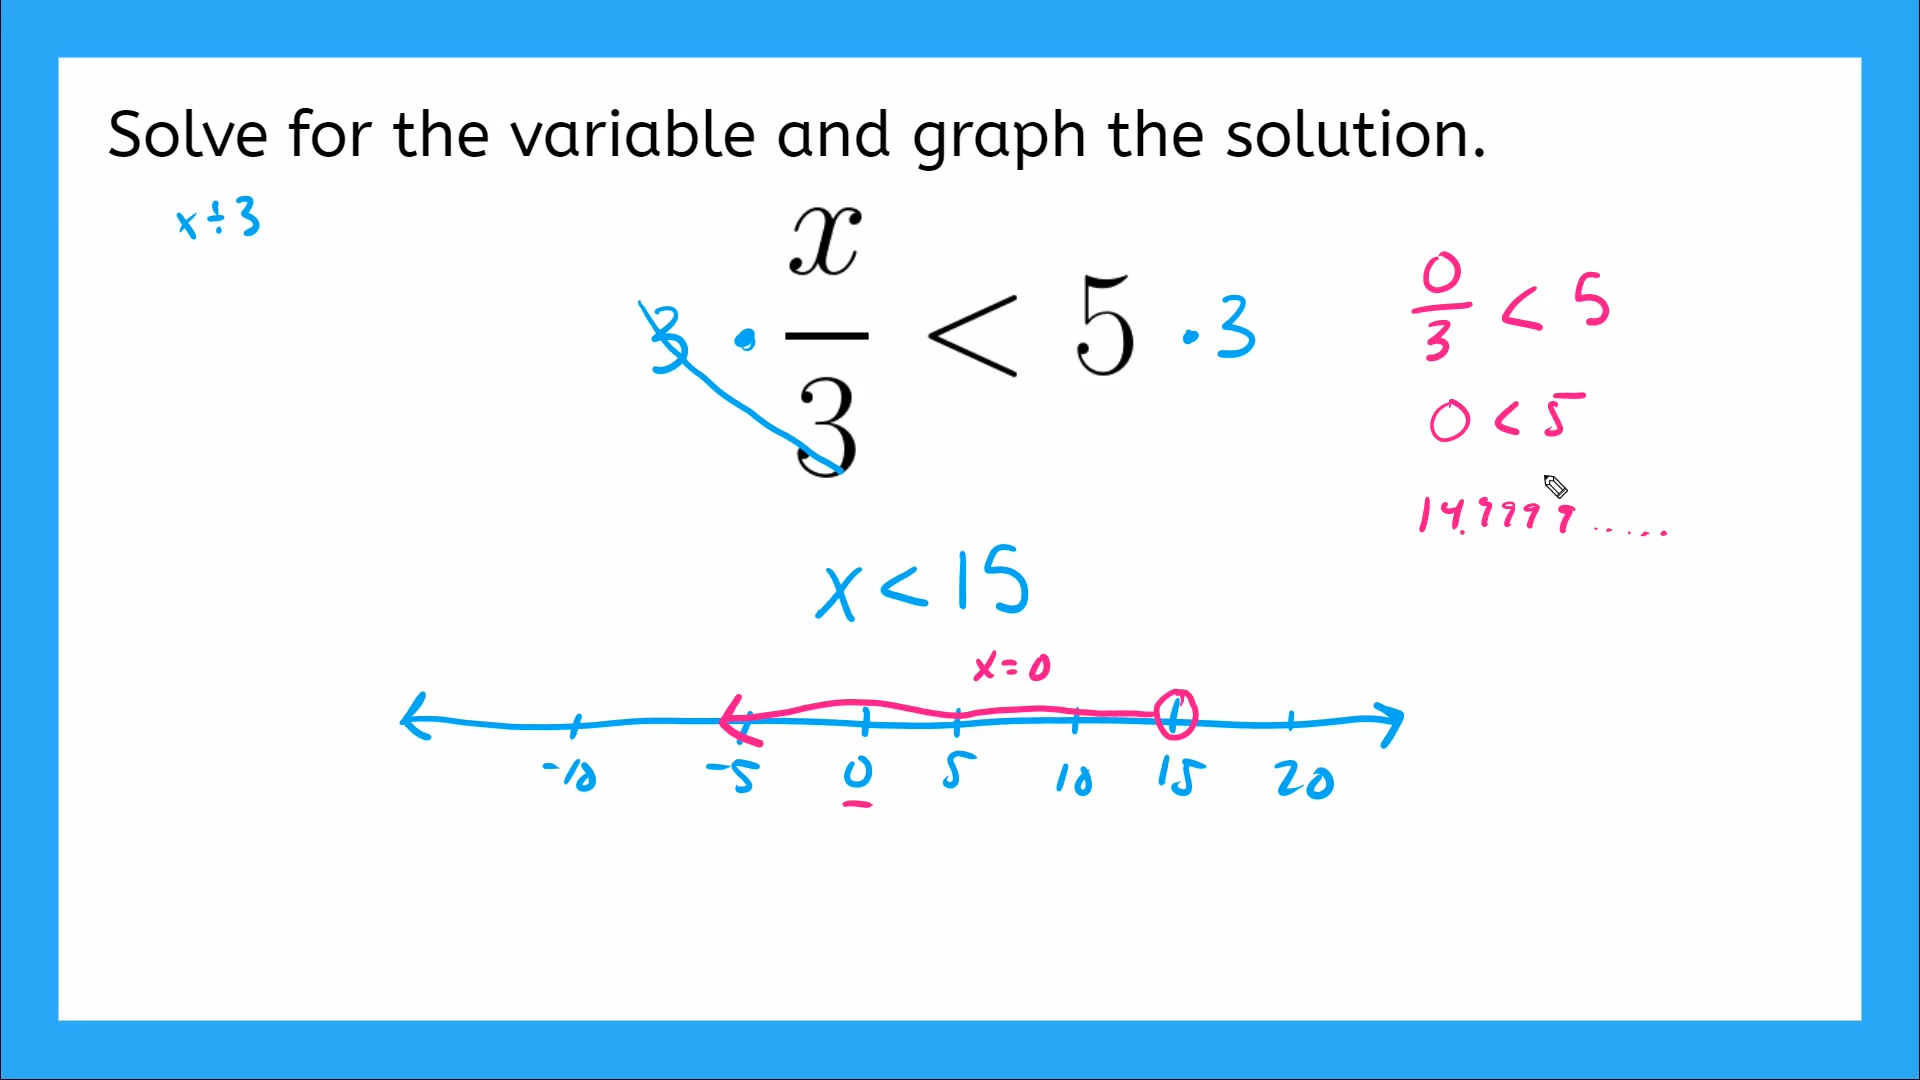 Solve for the variable and graph the solution.
x ÷ 3
3 · x/3 < 5 · 3
0/3 < 5
0 < 5
14.9999.....
x < 15
x = 0
-10 -5 0 5 10 15 20